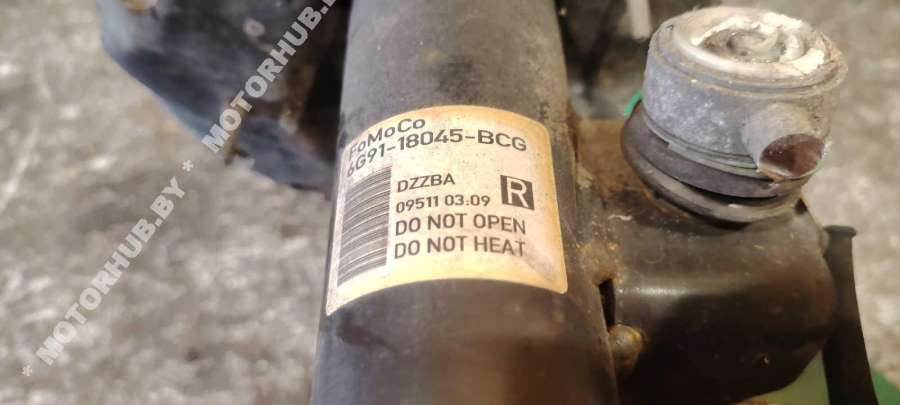 * MOTORHUB.BY * MOTORHUB.BY *
FoMoCo
6G91-18045-BCG
DZZBA
R
09511 03:09
DO NOT OPEN
DO NOT HEAT